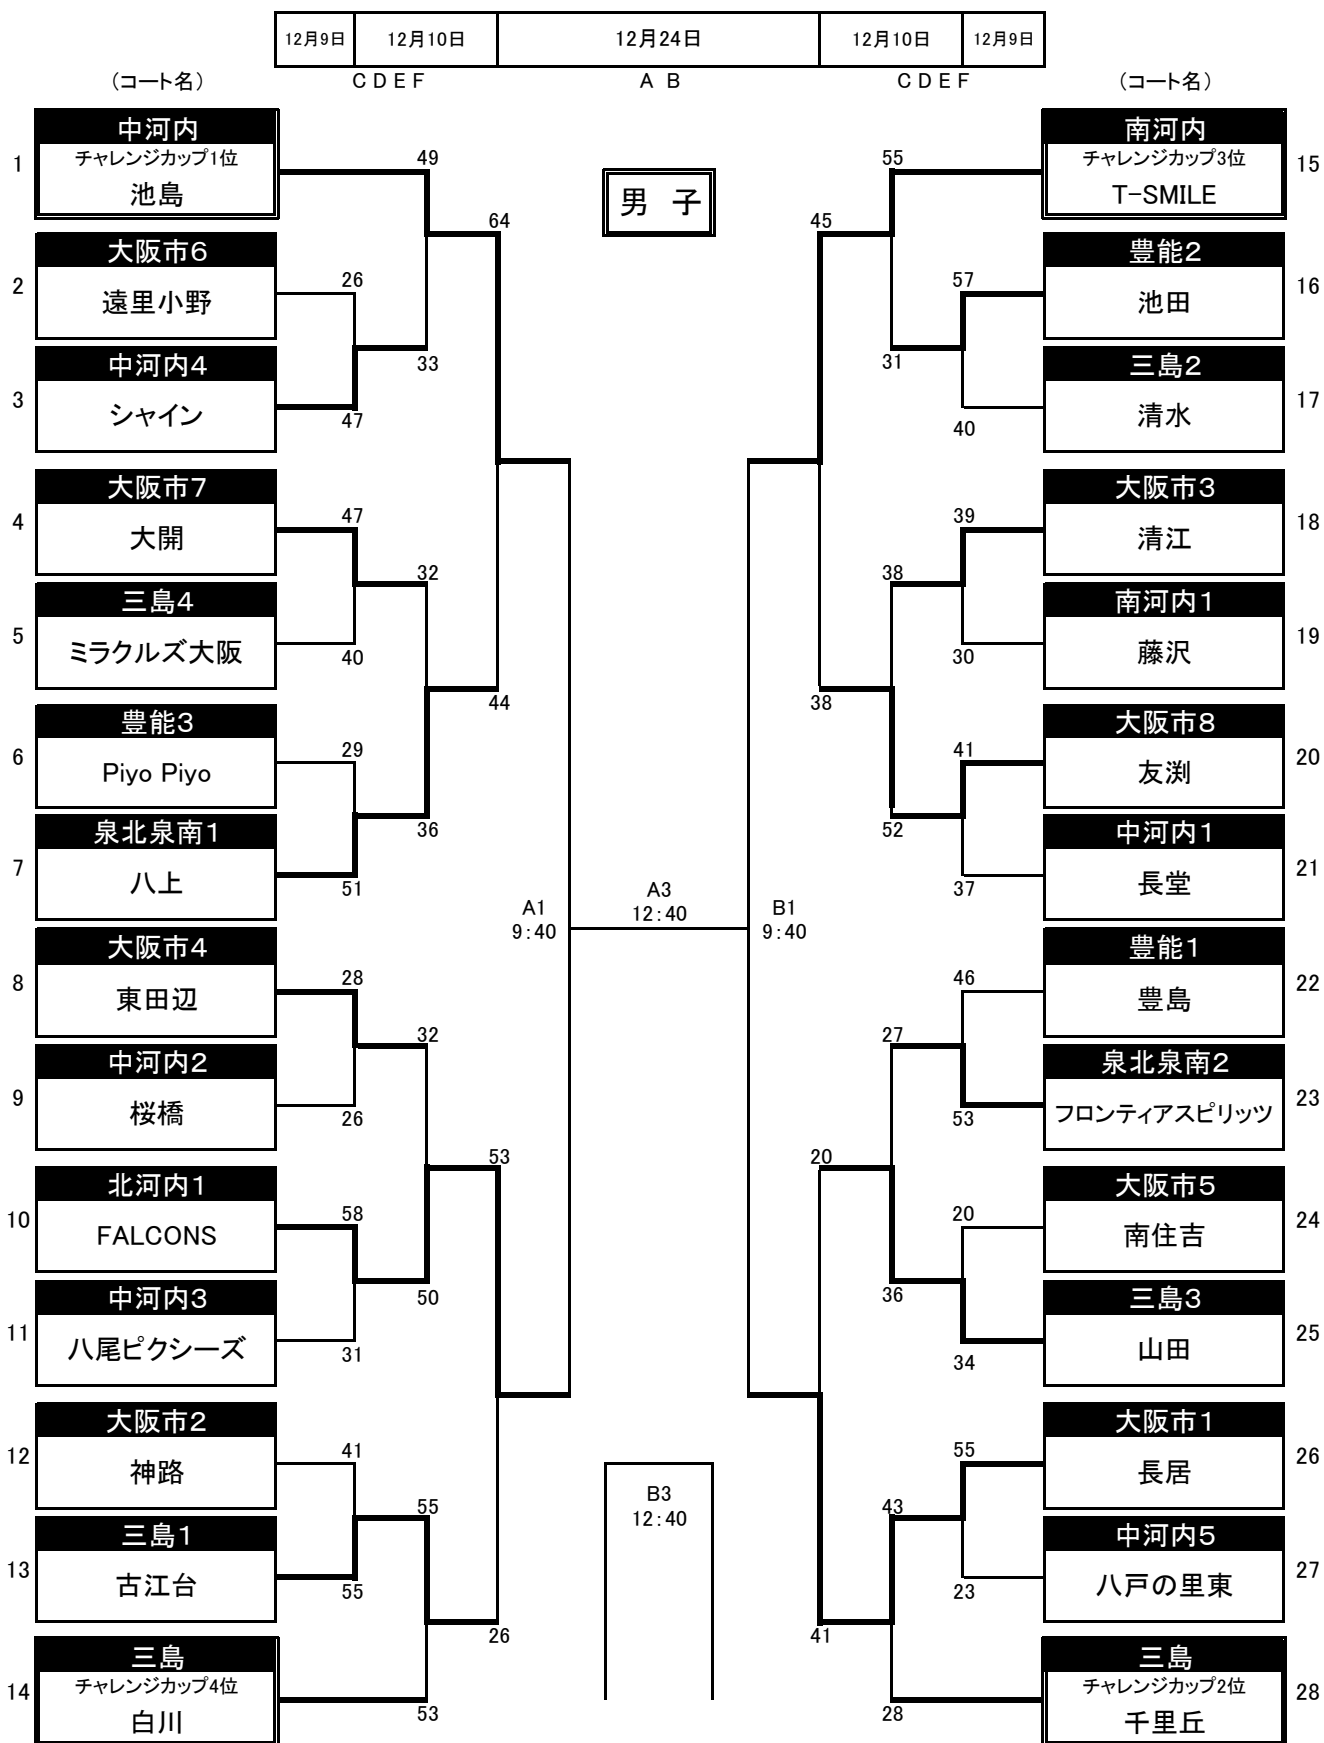 12月9日 12月10日 12月24日 12月10日 12月9日
(コート名) C D E F A B C D E F (コート名)
男 子
1
中河内
チャレンジカップ1位
池島
49
64
2
大阪市6
遠里小野
26
33
3
中河内4
シャイン
47
4
大阪市7
大開
47
32
5
三島4
ミラクルズ大阪
40
44
6
豊能3
Piyo Piyo
29
36
7
泉北泉南1
八上
51
A1
9:40
A3
12:40
B1
9:40
8
大阪市4
東田辺
28
32
9
中河内2
桜橋
26
53
10
北河内1
FALCONS
58
50
11
中河内3
八尾ピクシーズ
31
12
大阪市2
神路
41
55
13
三島1
古江台
55
26
14
三島
チャレンジカップ4位
白川
53
B3
12:40
南河内
チャレンジカップ3位
T-SMILE
15
55
45
豊能2
池田
16
57
31
三島2
清水
17
40
大阪市3
清江
18
39
38
南河内1
藤沢
19
30
38
大阪市8
友渕
20
41
52
中河内1
長堂
21
37
豊能1
豊島
22
46
27
泉北泉南2
フロンティアスピリッツ
23
53
20
大阪市5
南住吉
24
20
36
三島3
山田
25
34
大阪市1
長居
26
55
43
中河内5
八戸の里東
27
23
41
三島
チャレンジカップ2位
千里丘
28
28